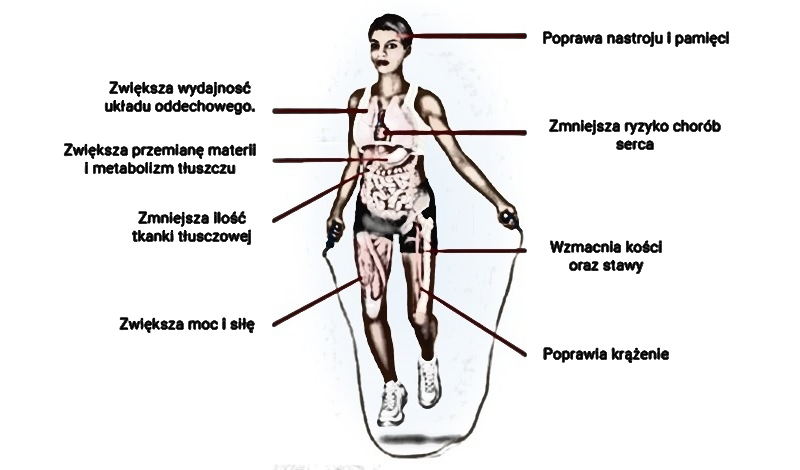 Poprawa nastroju i pamięci
Zwiększa wydajność
układu oddechowego.
Zmniejsza ryzyko chorób
serca
Zwiększa przemianę materii
i metabolizm tłuszczu
Zmniejsza ilość
tkanki tłusczowej
Wzmacnia kości
oraz stawy
Zwiększa moc i siłę
Poprawia krążenie